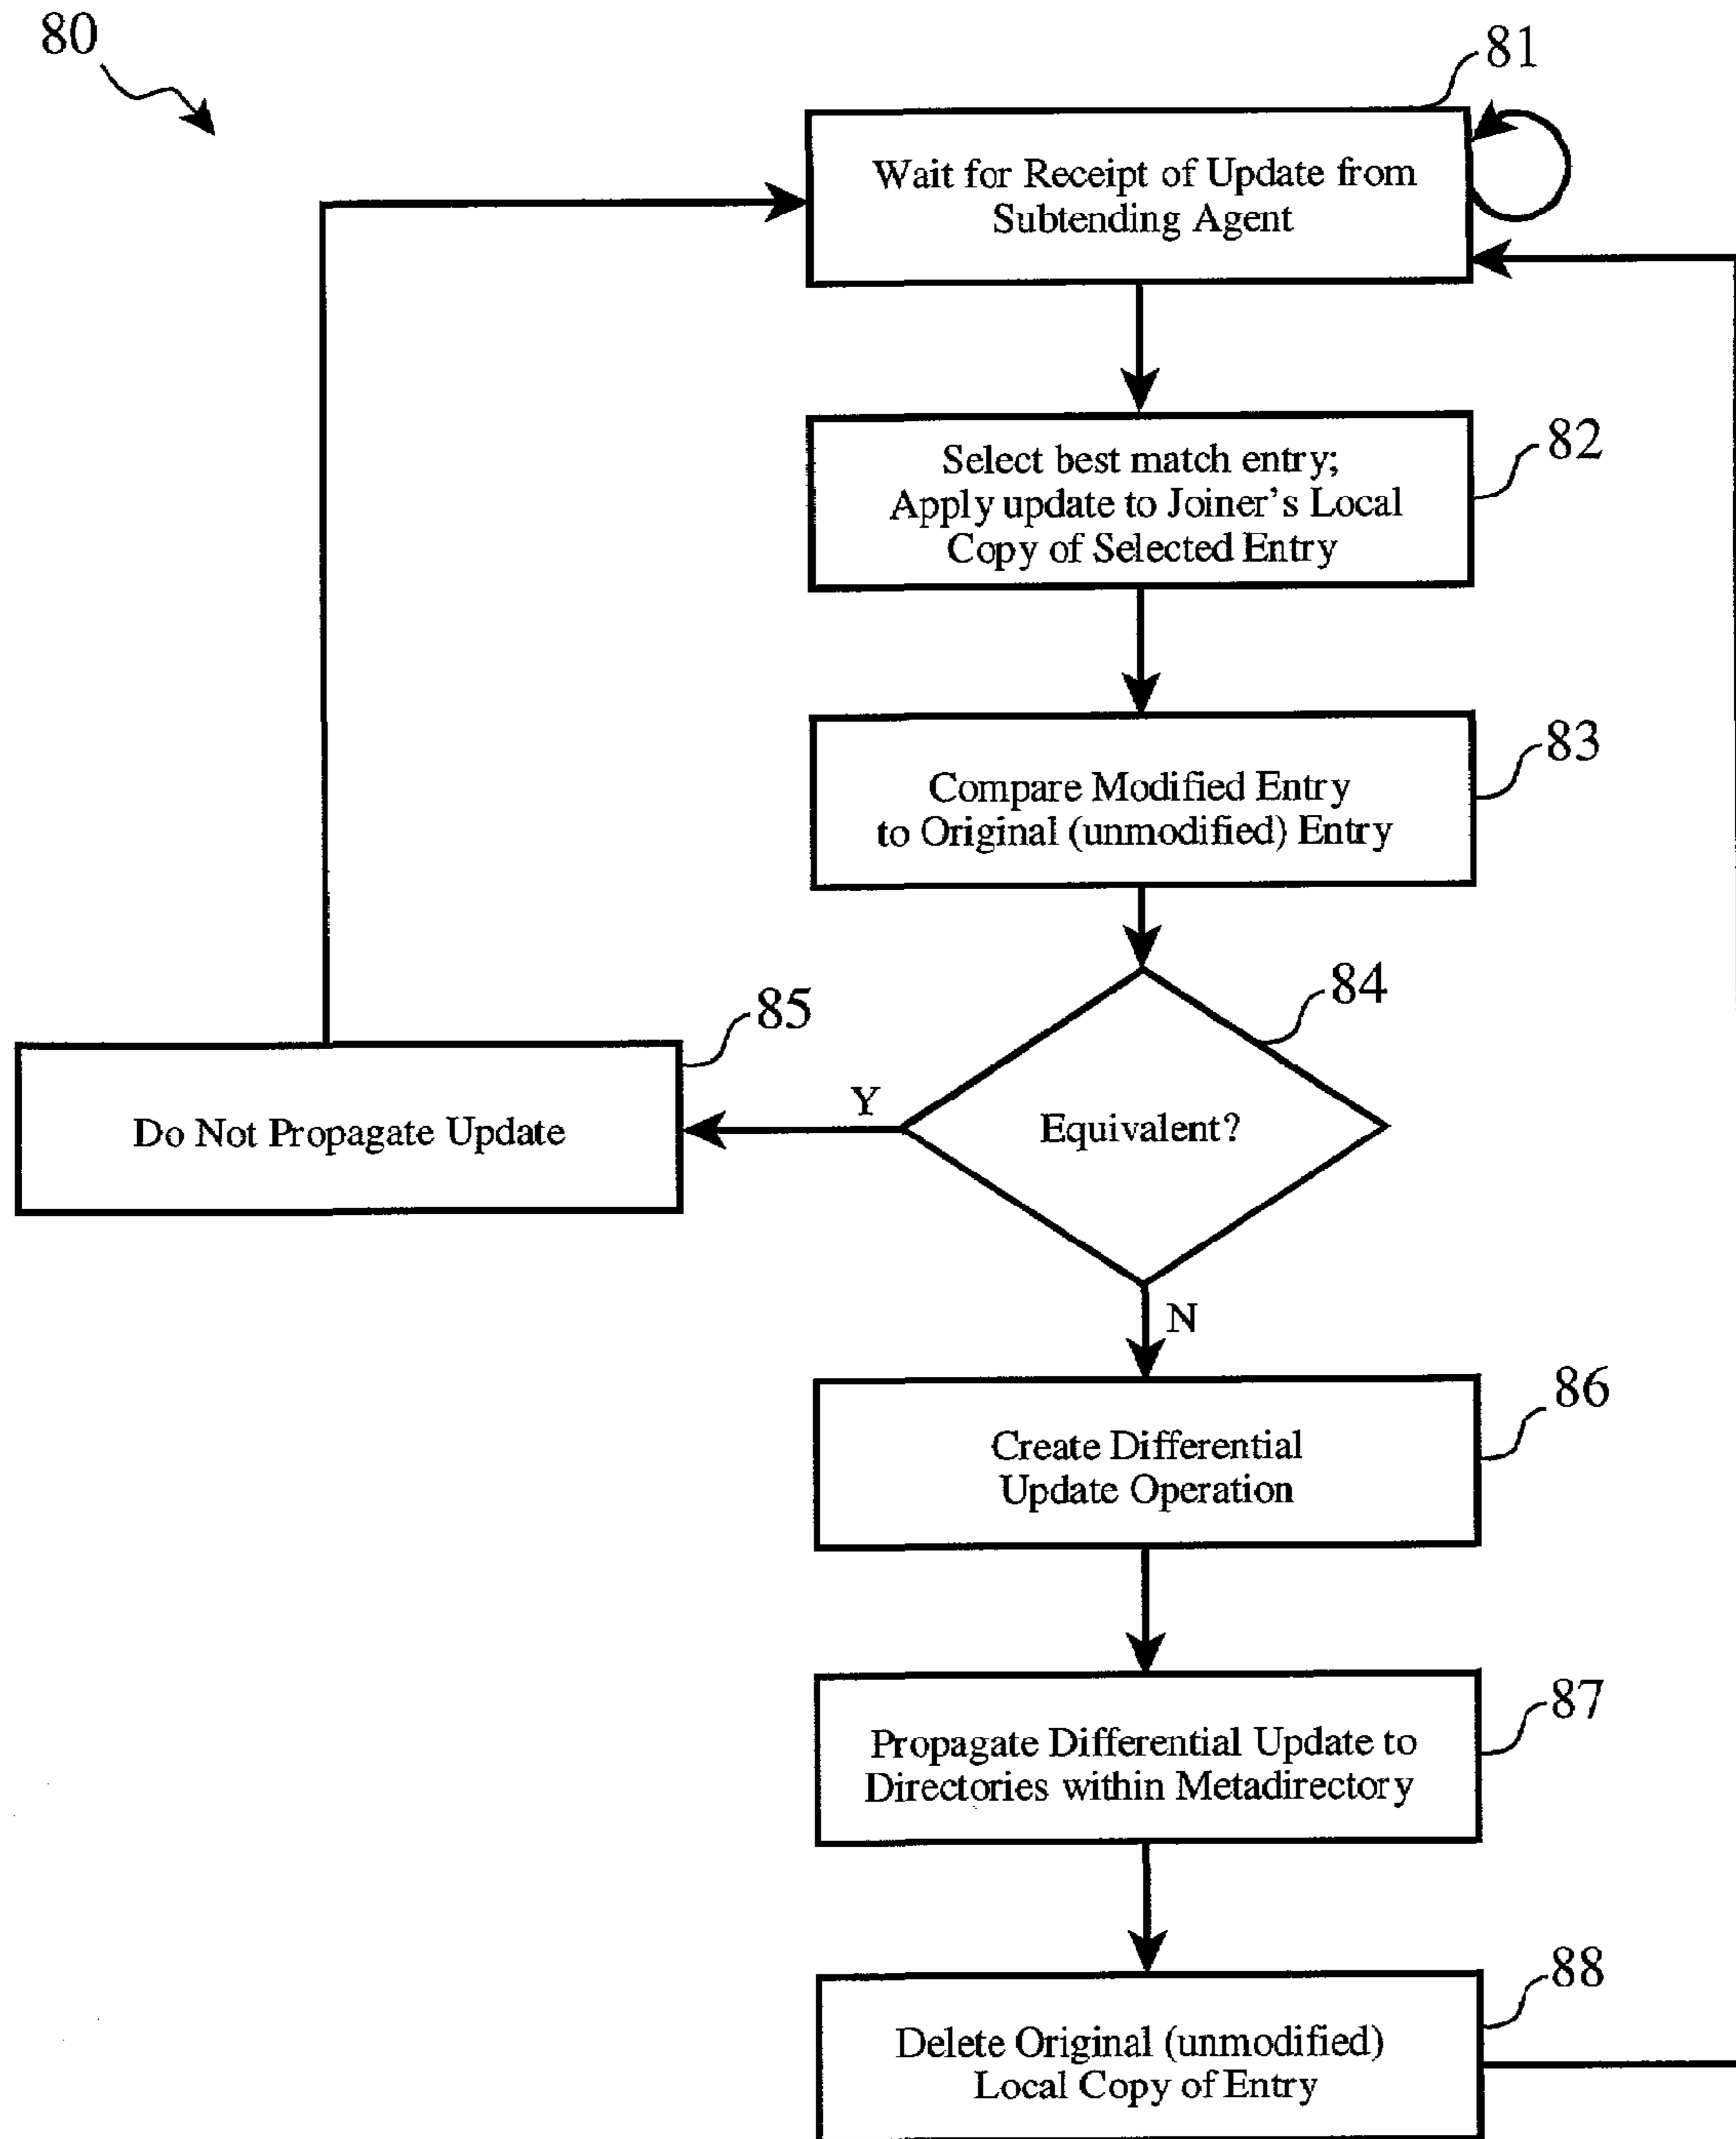 80
81
Wait for Receipt of Update from
Subtending Agent
82
Select best match entry;
Apply update to Joiner's Local
Copy of Selected Entry
83
Compare Modified Entry
to Original (unmodified) Entry
84
Equivalent?
Y
85
Do Not Propagate Update
N
86
Create Differential
Update Operation
87
Propagate Differential Update to
Directories within Metadirectory
88
Delete Original (unmodified)
Local Copy of Entry